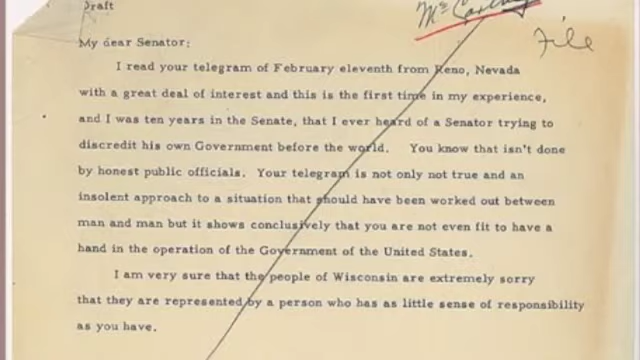 Draft
McCarthy
File
My dear Senator:
I read your telegram of February eleventh from Reno, Nevada
with a great deal of interest and this is the first time in my experience,
and I was ten years in the Senate, that I ever heard of a Senator trying to
discredit his own Government before the world. You know that isn't done
by honest public officials. Your telegram is not only not true and an
insolent approach to a situation that should have been worked out between
man and man but it shows conclusively that you are not even fit to have a
hand in the operation of the Government of the United States.
I am very sure that the people of Wisconsin are extremely sorry
that they are represented by a person who has as little sense of responsibility
as you have.